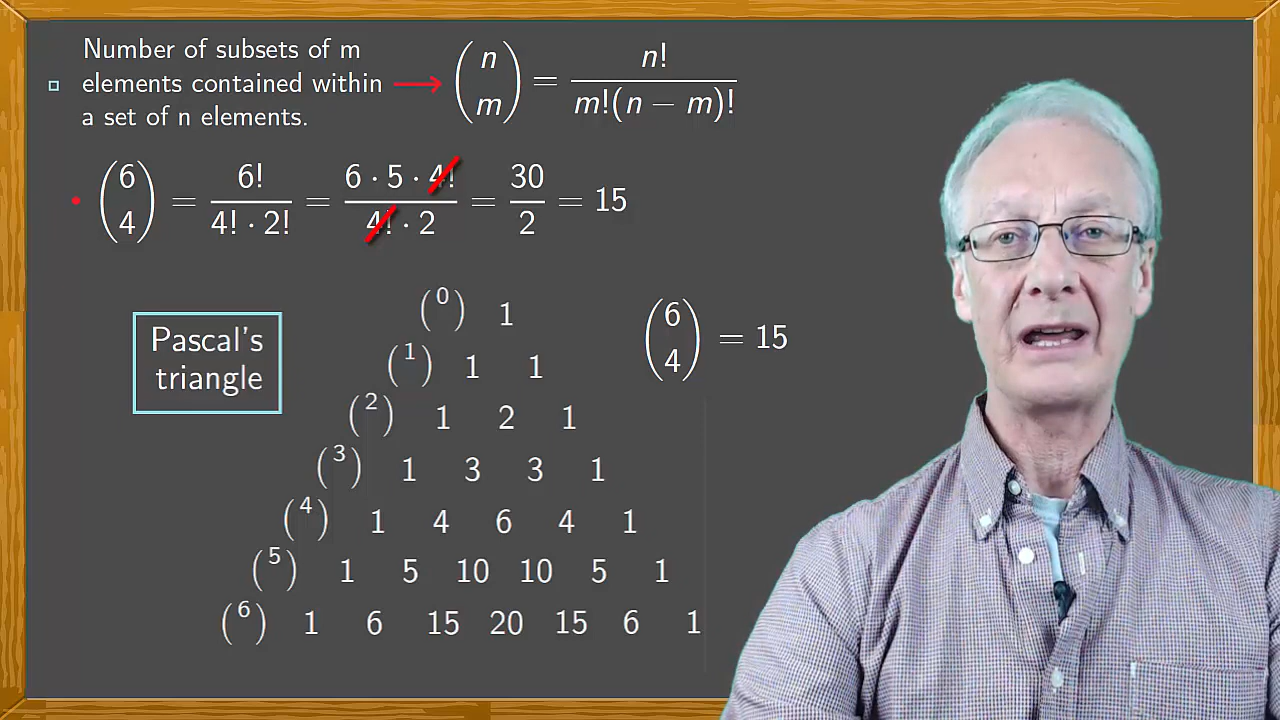 Number of subsets of m
elements contained within
a set of n elements.
→ (n m) = n! / m!(n − m)!
(6 4) = 6! / 4! · 2! = 6 · 5 · 4! / 4! · 2 = 30 / 2 = 15
Pascal's
triangle
(6 4) = 15
(0) 1
(1) 1 1
(2) 1 2 1
(3) 1 3 3 1
(4) 1 4 6 4 1
(5) 1 5 10 10 5 1
(6) 1 6 15 20 15 6 1